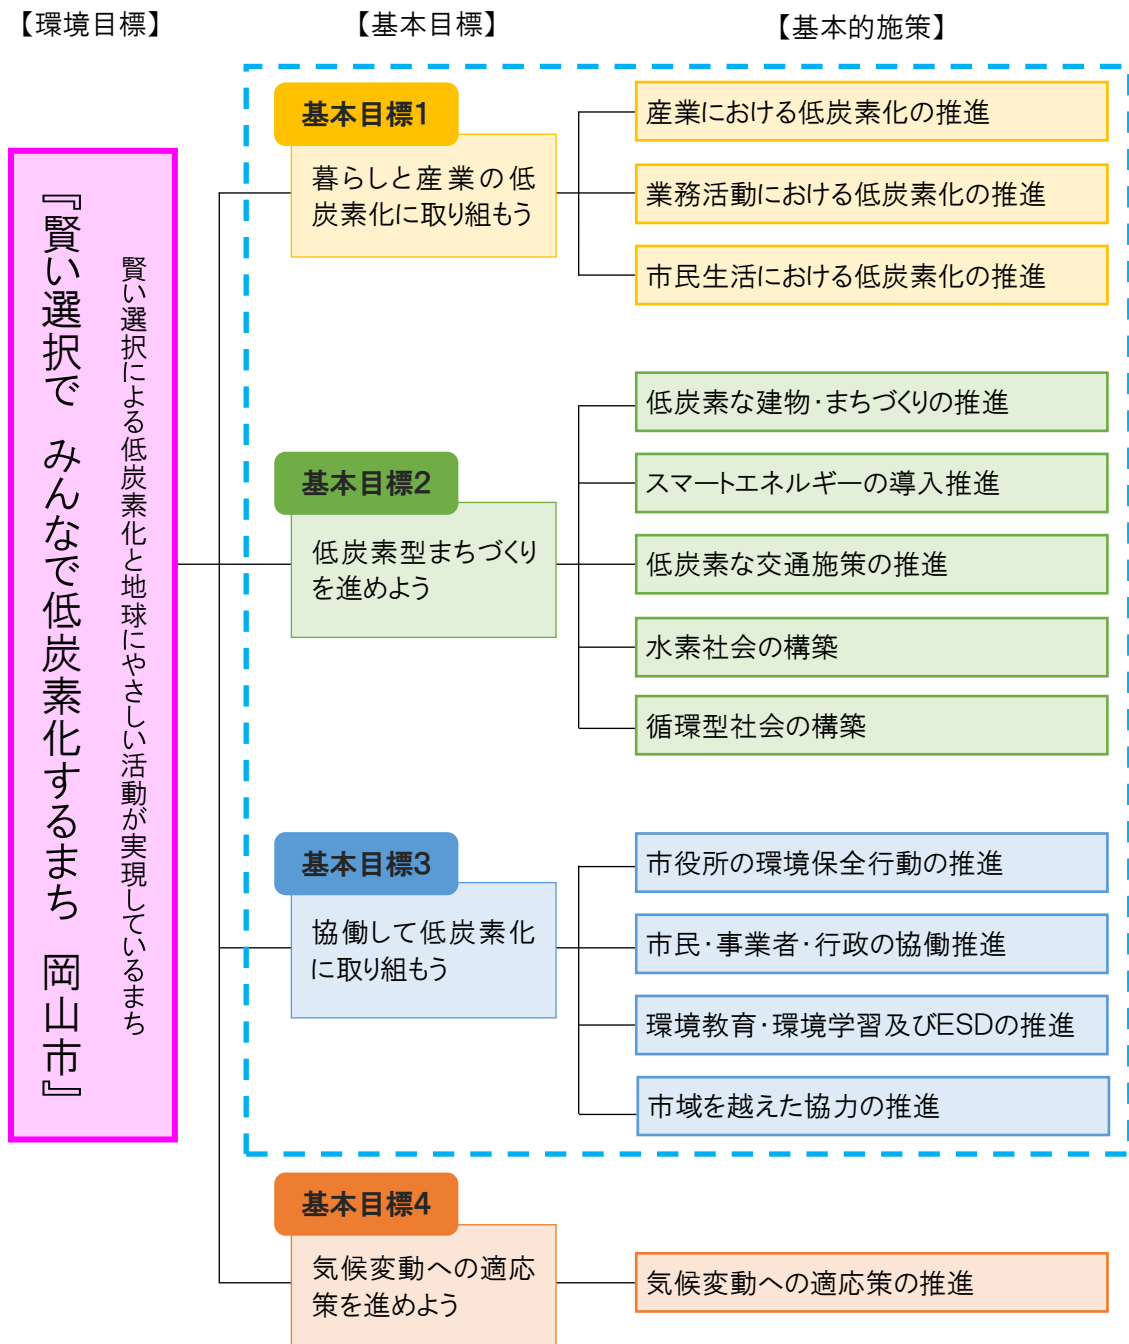 【環境目標】
【基本目標】
【基本的施策】
『賢い選択で　みんなで低炭素化するまち　岡山市』
賢い選択による低炭素化と地球にやさしい活動が実現しているまち
基本目標1
暮らしと産業の低
炭素化に取り組もう
産業における低炭素化の推進
業務活動における低炭素化の推進
市民生活における低炭素化の推進
基本目標2
低炭素型まちづくり
を進めよう
低炭素な建物・まちづくりの推進
スマートエネルギーの導入推進
低炭素な交通施策の推進
水素社会の構築
循環型社会の構築
基本目標3
協働して低炭素化
に取り組もう
市役所の環境保全行動の推進
市民・事業者・行政の協働推進
環境教育・環境学習及びESDの推進
市域を越えた協力の推進
基本目標4
気候変動への適応
策を進めよう
気候変動への適応策の推進